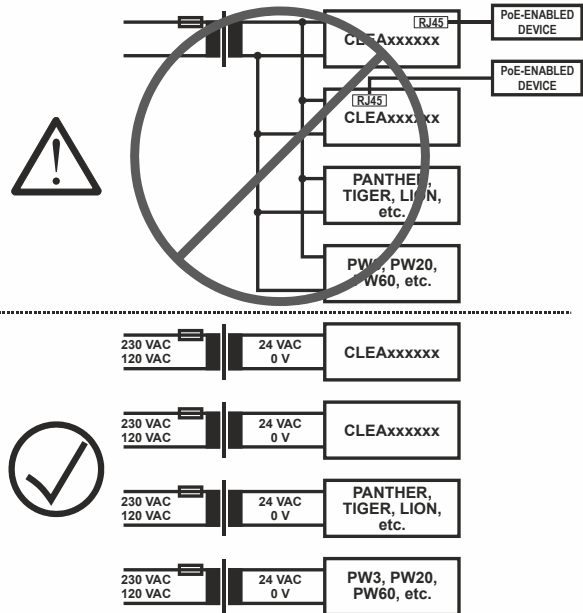 RJ45
PoE-ENABLED
DEVICE
CLEAxxxxxx
PoE-ENABLED
DEVICE
RJ45
CLEAxxxxxx
PANTHER,
TIGER, LION,
etc.
PW3, PW20,
PW60, etc.
230 VAC
120 VAC
24 VAC
0 V
CLEAxxxxxx
230 VAC
120 VAC
24 VAC
0 V
CLEAxxxxxx
230 VAC
120 VAC
24 VAC
0 V
PANTHER,
TIGER, LION,
etc.
230 VAC
120 VAC
24 VAC
0 V
PW3, PW20,
PW60, etc.